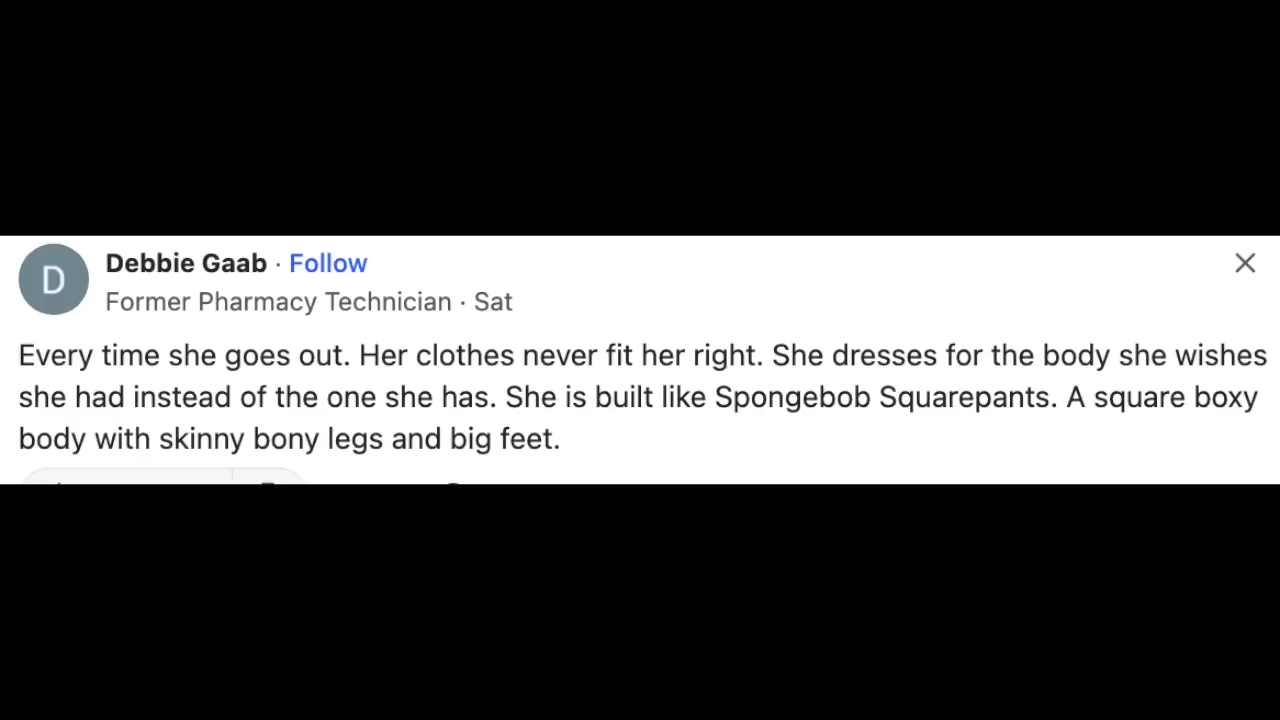 D
Debbie Gaab · Follow
Former Pharmacy Technician · Sat
Every time she goes out. Her clothes never fit her right. She dresses for the body she wishes
she had instead of the one she has. She is built like Spongebob Squarepants. A square boxy
body with skinny bony legs and big feet.